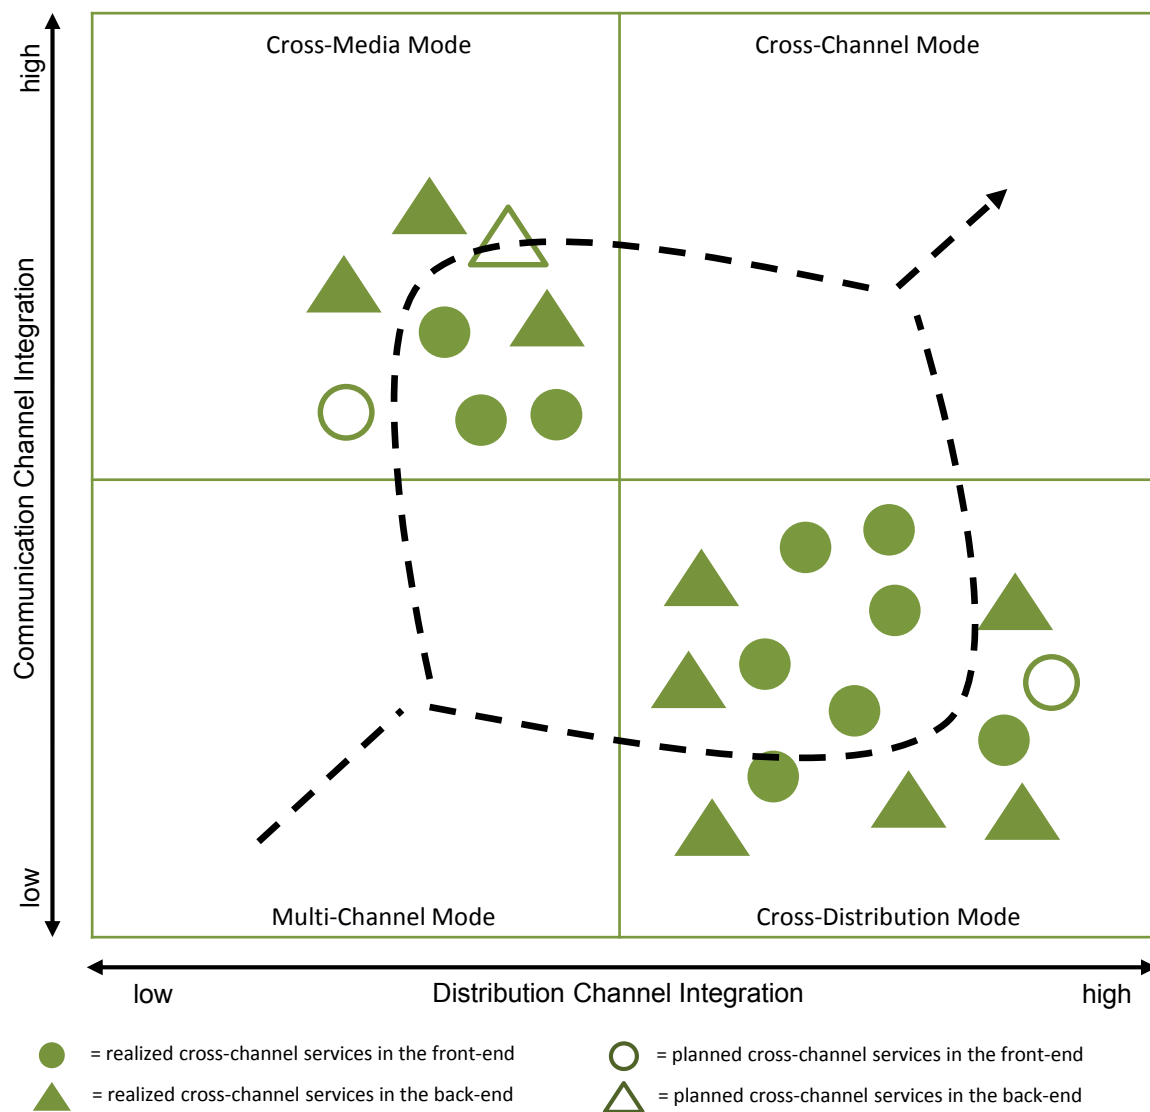 Cross-Media Mode
Cross-Channel Mode
high
Communication Channel Integration
low
Multi-Channel Mode
Cross-Distribution Mode
low
Distribution Channel Integration
high
= realized cross-channel services in the front-end
= planned cross-channel services in the front-end
= realized cross-channel services in the back-end
= planned cross-channel services in the back-end